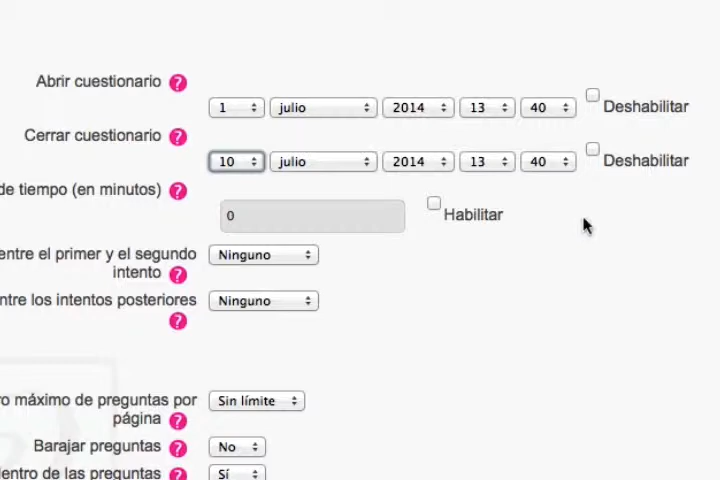 Abrir cuestionario ?
1 julio 2014 13 40 Deshabilitar
Cerrar cuestionario ?
10 julio 2014 13 40 Deshabilitar
de tiempo (en minutos) ?
0 Habilitar
entre el primer y el segundo Ninguno
intento ?
ntre los intentos posteriores Ninguno
?
ro máximo de preguntas por Sin límite
página ?
Barajar preguntas ? No
dentro de las preguntas ? Sí